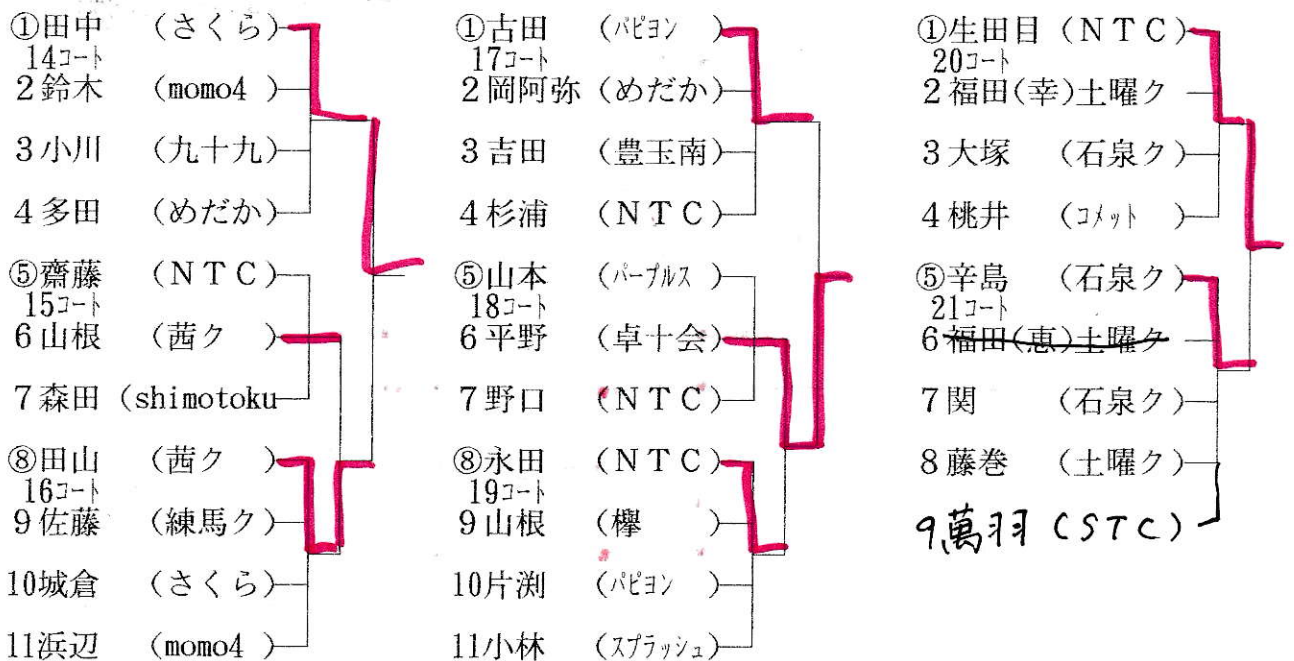 ①田中 (さくら)
14コート
2鈴木 (momo4 )
3小川 (九十九)
4多田 (めだか)
⑤齋藤 (NTC)
15コート
6山根 (茜ク )
7森田 (shimotoku
⑧田山 (茜ク )
16コート
9佐藤 (練馬ク)
10城倉 (さくら)
11浜辺 (momo4 )
①古田 (パピヨン )
17コート
2岡阿弥 (めだか)
3吉田 (豊玉南)
4杉浦 (NTC)
⑤山本 (パープルス )
18コート
6平野 (卓十会)
7野口 (NTC)
⑧永田 (NTC)
19コート
9山根 (欅 )
10片渕 (パピヨン )
11小林 (スプラッシュ)
①生田目 (NTC)
20コート
2福田(幸)土曜ク
3大塚 (石泉ク)
4桃井 (コメット )
⑤辛島 (石泉ク)
21コート
6福田(恵)土曜ク
7関 (石泉ク)
8藤巻 (土曜ク)
9萬羽 (STC)